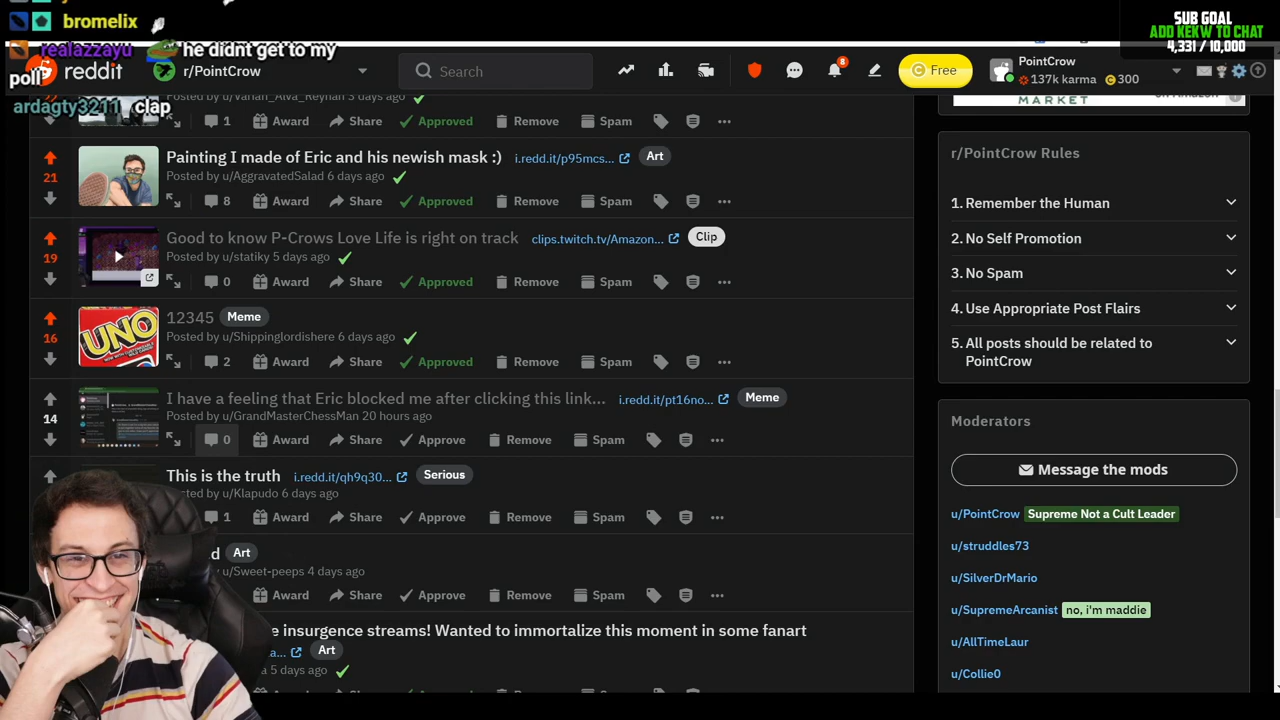 bromelix
realazzayu he didnt get to my
poll
ardagty3211 clap
reddit
r/PointCrow
Search
8
Free
PointCrow
137k karma 300
SUB GOAL
ADD KEKW TO CHAT
4,331 / 10,000
Posted by u/Varian_Alva_Reynan 3 days ago
1 Award Share Approved Remove Spam
Painting I made of Eric and his newish mask :) i.redd.it/p95mcs... Art
21
Posted by u/AggravatedSalad 6 days ago
8 Award Share Approved Remove Spam
Good to know P-Crows Love Life is right on track clips.twitch.tv/Amazon... Clip
19
Posted by u/statiky 5 days ago
0 Award Share Approved Remove Spam
UNO
12345 Meme
16
Posted by u/Shippinglordishere 6 days ago
2 Award Share Approved Remove Spam
I have a feeling that Eric blocked me after clicking this link... i.redd.it/pt16no... Meme
14
Posted by u/GrandMasterChessMan 20 hours ago
0 Award Share Approve Remove Spam
This is the truth i.redd.it/qh9q30... Serious
Posted by u/Klapudo 6 days ago
1 Award Share Approve Remove Spam
Art
u/Sweet-peeps 4 days ago
Award Share Approve Remove Spam
insurgence streams! Wanted to immortalize this moment in some fanart
Art
5 days ago
MARKET
on Amazon
r/PointCrow Rules
1. Remember the Human
2. No Self Promotion
3. No Spam
4. Use Appropriate Post Flairs
5. All posts should be related to
PointCrow
Moderators
Message the mods
u/PointCrow Supreme Not a Cult Leader
u/struddles73
u/SilverDrMario
u/SupremeArcanist no, i'm maddie
u/AllTimeLaur
u/Collie0